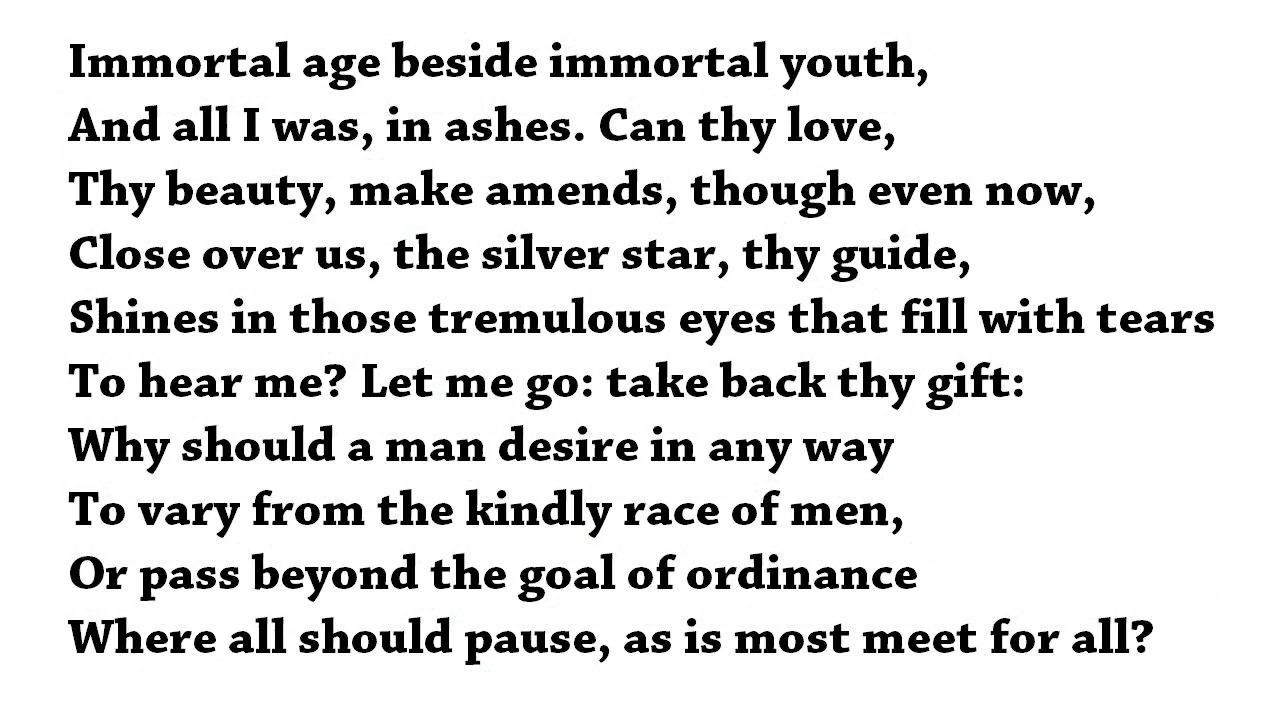 Immortal age beside immortal youth,
And all I was, in ashes. Can thy love,
Thy beauty, make amends, though even now,
Close over us, the silver star, thy guide,
Shines in those tremulous eyes that fill with tears
To hear me? Let me go: take back thy gift:
Why should a man desire in any way
To vary from the kindly race of men,
Or pass beyond the goal of ordinance
Where all should pause, as is most meet for all?